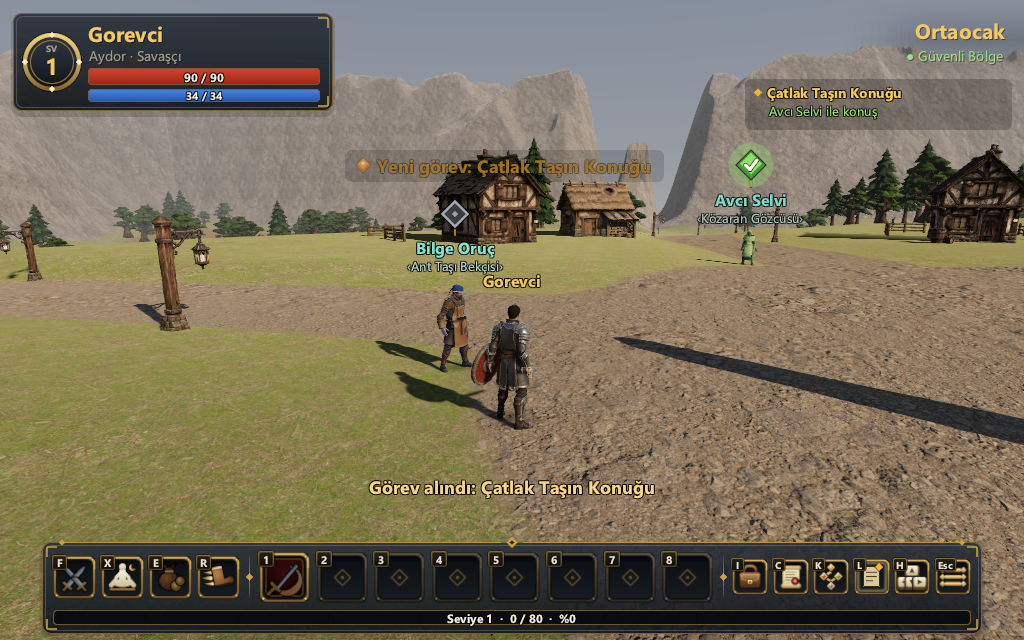 SV
1
Gorevci
Aydor · Savaşçı
90 / 90
34 / 34
Ortaocak
Güvenli Bölge
Çatlak Taşın Konuğu
Avcı Selvi ile konuş
Yeni görev: Çatlak Taşın Konuğu
Avcı Selvi
‹Közaran Gözcüsü›
Bilge Oruç
‹Ant Taşı Bekçisi›
Gorevci
Görev alındı: Çatlak Taşın Konuğu
F X E R 1 2 3 4 5 6 7 8 I C K L H Esc
Seviye 1 · 0 / 80 · %0